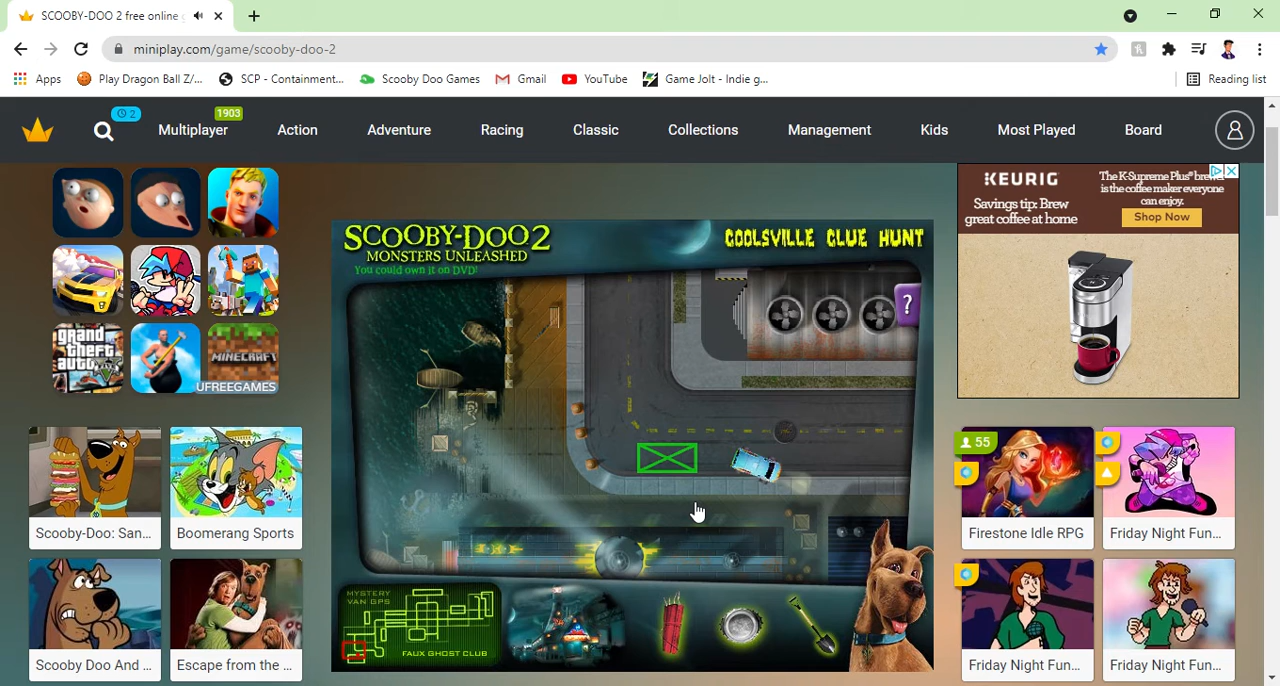 SCOOBY-DOO 2 free online g
miniplay.com/game/scooby-doo-2
Apps
Play Dragon Ball Z/...
SCP - Containment...
Scooby Doo Games
Gmail
YouTube
Game Jolt - Indie g...
Reading list
2
1903
Multiplayer
Action
Adventure
Racing
Classic
Collections
Management
Kids
Most Played
Board
grand
theft
auto
MINECRAFT
UFREEGAMES
SCOOBY-DOO 2
MONSTERS UNLEASHED
You could own it on DVD!
COOLSVILLE CLUE HUNT
?
MYSTERY
VAN GPS
FAUX GHOST CLUB
KEURIG
Savings tip: Brew
great coffee at home
The K-Supreme Plus® brewer
is the coffee maker everyone
can enjoy.
Shop Now
Scooby-Doo: San...
Boomerang Sports
Scooby Doo And ...
Escape from the ...
55
Firestone Idle RPG
Friday Night Fun...
Friday Night Fun...
Friday Night Fun...